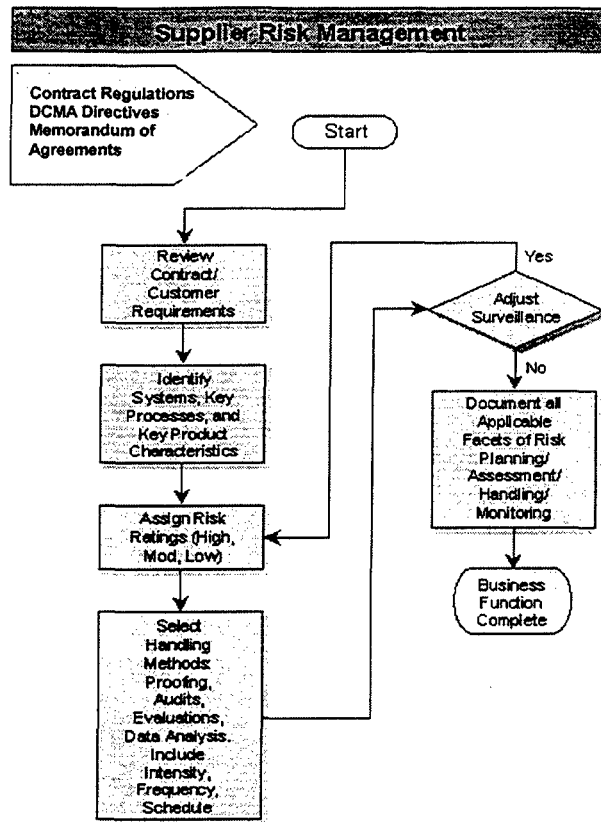 Supplier Risk Management
Contract Regulations
DCMA Directives
Memorandum of
Agreements
Start
Review
Contract/
Customer
Requirements
Identify
Systems, Key
Processes, and
Key Product
Characteristics
Assign Risk
Ratings (High,
Mod, Low)
Select
Handling
Methods:
Proofing,
Audits,
Evaluations,
Data Analysis.
Include
Intensity,
Frequency,
Schedule
Yes
Adjust
Surveillance
No
Document all
Applicable
Facets of Risk
Planning/
Assessment/
Handling/
Monitoring
Business
Function
Complete